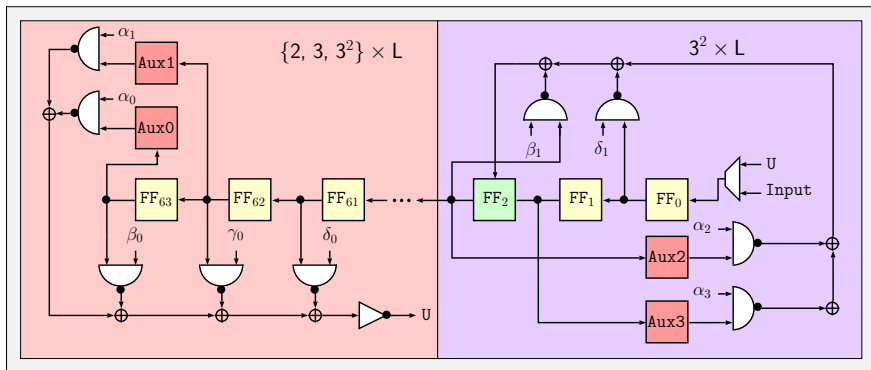 {2, 3, 3²} × L
3² × L
α₁
Aux1
α₀
Aux0
β₁
δ₁
U
Input
FF₆₃
FF₆₂
FF₆₁
...
FF₂
FF₁
FF₀
β₀
γ₀
δ₀
α₂
Aux2
α₃
Aux3
U